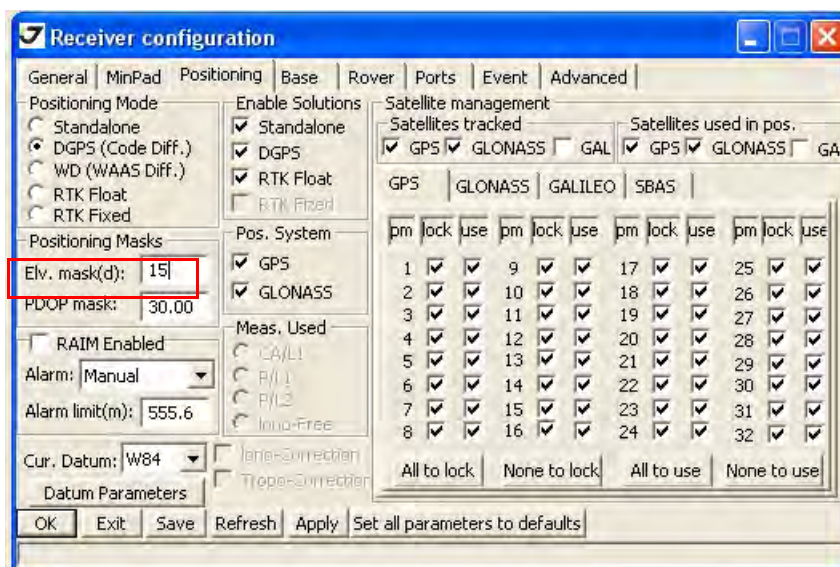 Receiver configuration
General MinPad Positioning Base Rover Ports Event Advanced
Positioning Mode
Standalone
DGPS (Code Diff.)
WD (WAAS Diff.)
RTK Float
RTK Fixed
Enable Solutions
Standalone
DGPS
RTK Float
RTK Fixed
Positioning Masks
Elv. mask(d): 15
PDOP mask: 30.00
Pos. System
GPS
GLONASS
RAIM Enabled
Alarm: Manual
Alarm limit(m): 555.6
Meas. Used
CA/L1
P/L1
P/L2
Iono-Free
Cur. Datum: W84
Datum Parameters
Iono-Correction
Tropo-Correction
Satellite management
Satellites tracked
GPS GLONASS GAL
Satellites used in pos.
GPS GLONASS GA
GPS GLONASS GALILEO SBAS
prn lock use prn lock use prn lock use prn lock use
1 9 17 25
2 10 18 26
3 11 19 27
4 12 20 28
5 13 21 29
6 14 22 30
7 15 23 31
8 16 24 32
All to lock None to lock All to use None to use
OK Exit Save Refresh Apply Set all parameters to defaults